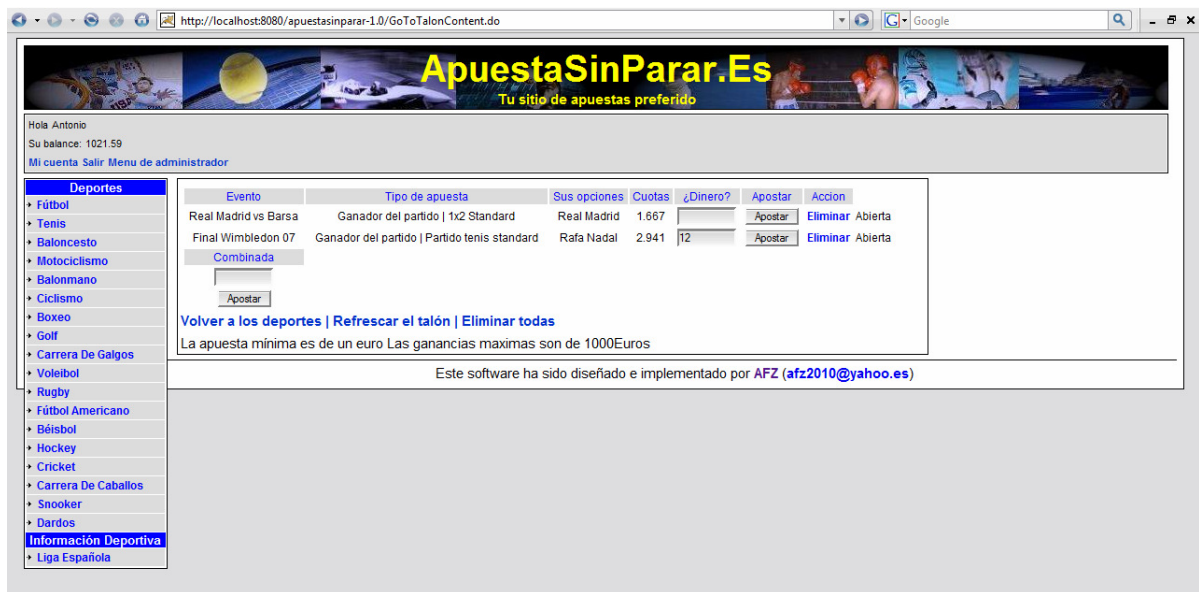 http://localhost:8080/apuestasinparar-1.0/GoToTalonContent.do
Google
ApuestaSinParar.Es
Tu sitio de apuestas preferido
Hola Antonio
Su balance: 1021.59
Mi cuenta Salir Menu de administrador
Deportes
Fútbol
Tenis
Baloncesto
Motociclismo
Balonmano
Ciclismo
Boxeo
Golf
Carrera De Galgos
Voleibol
Rugby
Fútbol Americano
Béisbol
Hockey
Cricket
Carrera De Caballos
Snooker
Dardos
Información Deportiva
Liga Española
Evento Tipo de apuesta Sus opciones Cuotas ¿Dinero? Apostar Accion
Real Madrid vs Barsa Ganador del partido | 1x2 Standard Real Madrid 1.667 Apostar Eliminar Abierta
Final Wimbledon 07 Ganador del partido | Partido tenis standard Rafa Nadal 2.941 12 Apostar Eliminar Abierta
Combinada
Apostar
Volver a los deportes | Refrescar el talón | Eliminar todas
La apuesta mínima es de un euro Las ganancias maximas son de 1000Euros
Este software ha sido diseñado e implementado por AFZ (afz2010@yahoo.es)